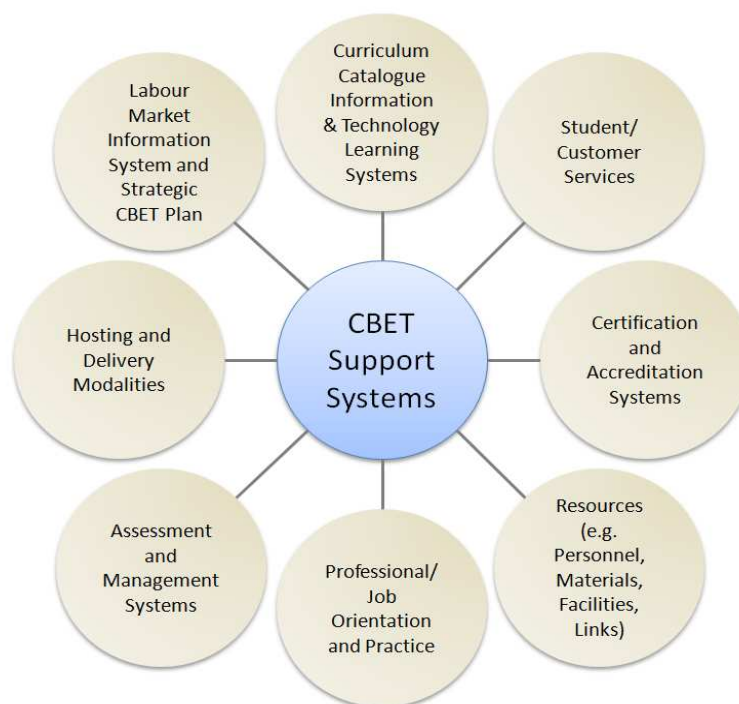 Curriculum
Catalogue
Information
& Technology
Learning
Systems
Labour
Market
Information
System and
Strategic
CBET Plan
Student/
Customer
Services
Hosting and
Delivery
Modalities
CBET
Support
Systems
Certification
and
Accreditation
Systems
Assessment
and
Management
Systems
Professional/
Job
Orientation
and Practice
Resources
(e.g.
Personnel,
Materials,
Facilities,
Links)